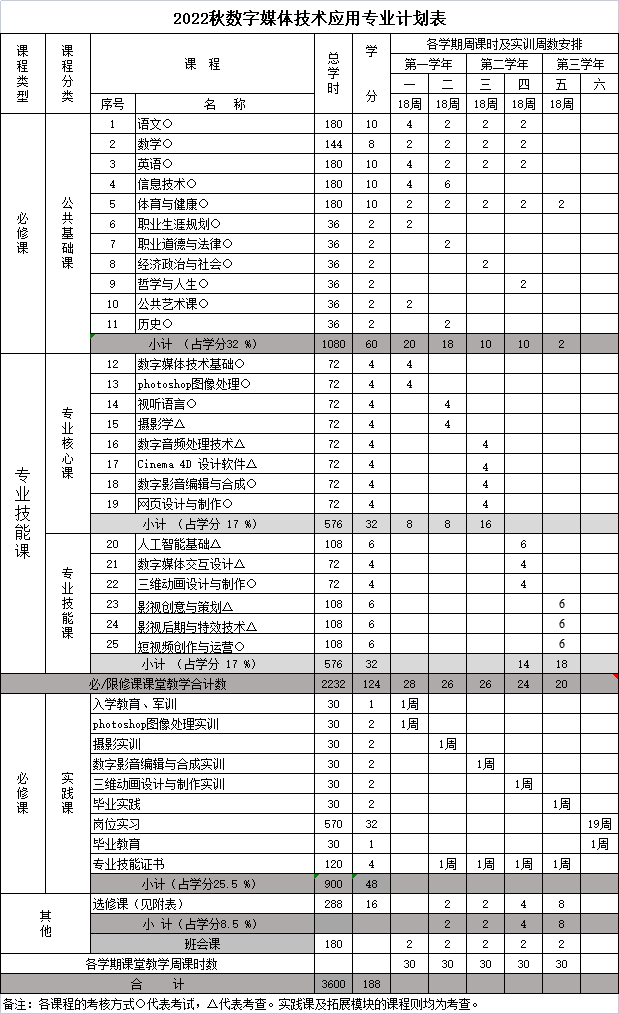 2022秋数字媒体技术应用专业计划表
课程类型 课程分类 课 程 总学时 学分 各学期周课时及实训周数安排
第一学年 第二学年 第三学年
一 二 三 四 五 六
序号 名 称 18周 18周 18周 18周 18周
必修课 公共基础课
1 语文◇ 180 10 4 2 2 2
2 数学◇ 144 8 2 2 2 2
3 英语◇ 180 10 4 2 2 2
4 信息技术◇ 180 10 4 6
5 体育与健康◇ 180 10 2 2 2 2 2
6 职业生涯规划◇ 36 2 2
7 职业道德与法律◇ 36 2 2
8 经济政治与社会◇ 36 2 2
9 哲学与人生◇ 36 2 2
10 公共艺术课◇ 36 2 2
11 历史◇ 36 2 2
小计 （占学分32 %） 1080 60 20 18 10 10 2
专业技能课 专业核心课
12 数字媒体技术基础◇ 72 4 4
13 photoshop图像处理◇ 72 4 4
14 视听语言◇ 72 4 4
15 摄影学△ 72 4 4
16 数字音频处理技术△ 72 4 4
17 Cinema 4D 设计软件△ 72 4 4
18 数字影音编辑与合成◇ 72 4 4
19 网页设计与制作◇ 72 4 4
小计 （占学分 17 %） 576 32 8 8 16
专业技能课
20 人工智能基础△ 108 6 6
21 数字媒体交互设计△ 72 4 4
22 三维动画设计与制作◇ 72 4 4
23 影视创意与策划△ 108 6 6
24 影视后期与特效技术△ 108 6 6
25 短视频创作与运营◇ 108 6 6
小计 （占学分 17 %） 576 32 14 18
必/限修课课堂教学合计数 2232 124 28 26 26 24 20
必修课 实践课
入学教育、军训 30 1 1周
photoshop图像处理实训 30 2 1周
摄影实训 30 2 1周
数字影音编辑与合成实训 30 2 1周
三维动画设计与制作实训 30 2 1周
毕业实践 30 2 1周
岗位实习 570 32 19周
毕业教育 30 1 1周
专业技能证书 120 4 1周 1周 1周 1周
小计（占学分25.5 %） 900 48
其他
选修课（见附表） 288 16 2 2 4 8
小 计（占学分8.5 %） 2 2 4 8
班会课 180 2 2 2 2 2
各学期课堂教学周课时数 30 30 30 30 30
合 计 3600 188
备注：各课程的考核方式◇代表考试，△代表考查。实践课及拓展模块的课程则均为考查。